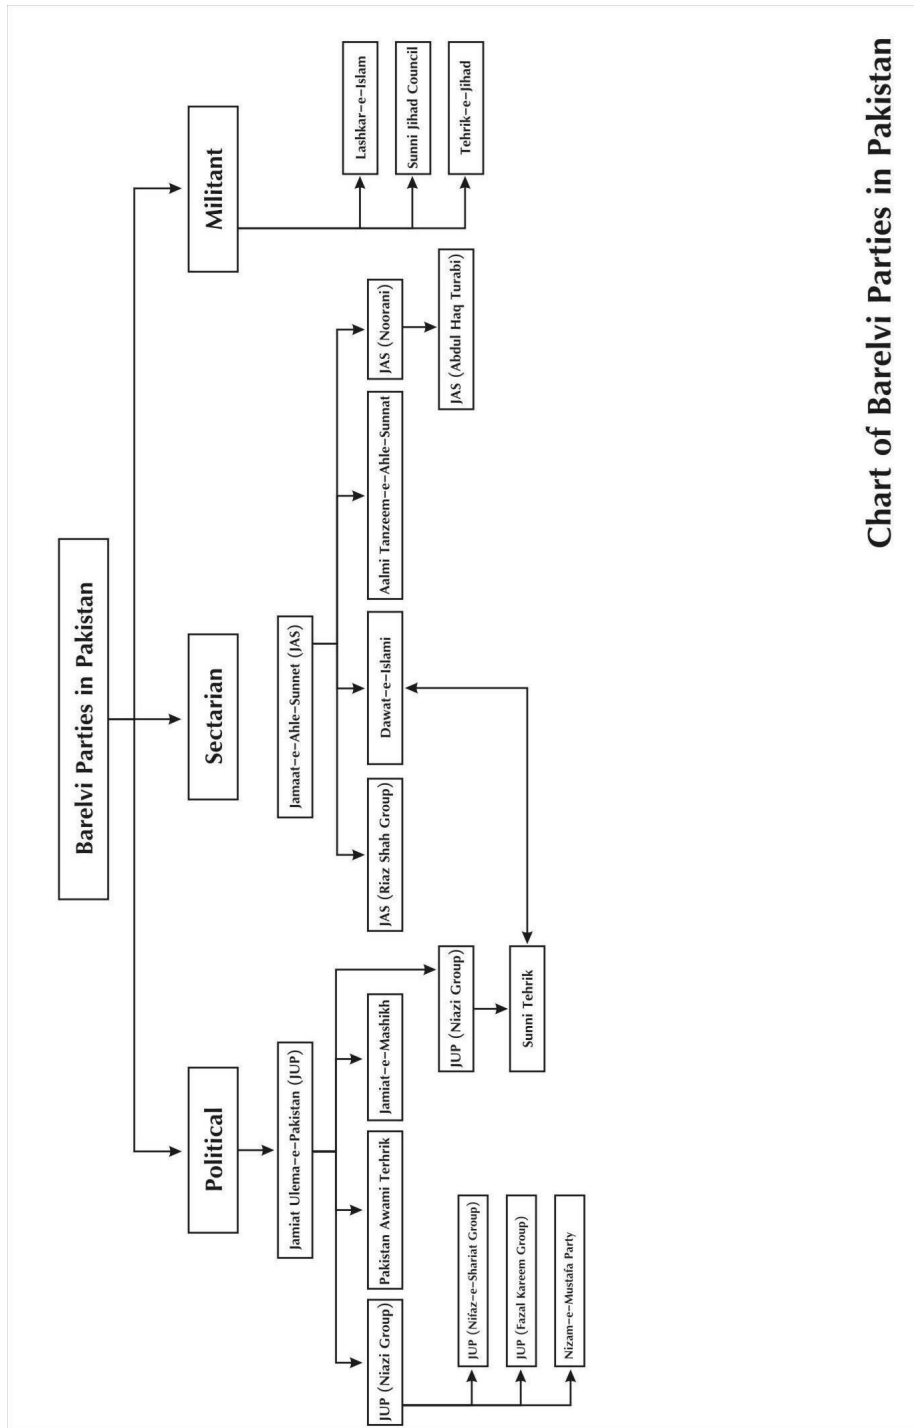 Chart of Barelvi Parties in Pakistan
Barelvi Parties in Pakistan
Political
Sectarian
Militant
Jamiat Ulema-e-Pakistan (JUP)
Jamaat-e-Ahle-Sunnet (JAS)
JUP (Niazi Group)
Pakistan Awami Terhrik
Jamiat-e-Mashikh
JUP (Niazi Group)
Sunni Tehrik
JUP (Nifaz-e-Shariat Group)
JUP (Fazal Kareem Group)
Nizam-e-Mustafa Party
JAS (Riaz Shah Group)
Dawat-e-Islami
Aalmi Tanzeem-e-Ahle-Sunnat
JAS (Noorani)
JAS (Abdul Haq Turabi)
Lashkar-e-Islam
Sunni Jihad Council
Tehrik-e-Jihad